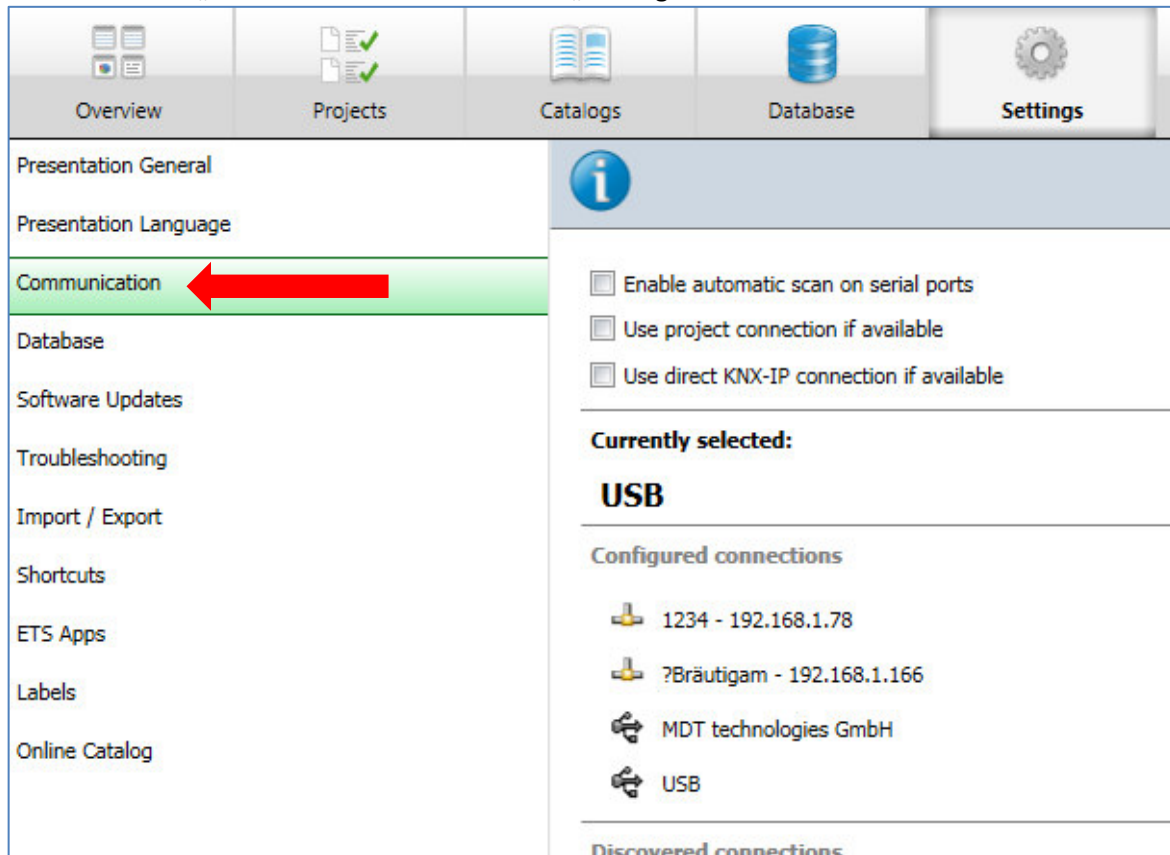 Overview
Projects
Catalogs
Database
Settings
Presentation General
Presentation Language
Communication
Database
Software Updates
Troubleshooting
Import / Export
Shortcuts
ETS Apps
Labels
Online Catalog
Enable automatic scan on serial ports
Use project connection if available
Use direct KNX-IP connection if available
Currently selected:
USB
Configured connections
1234 - 192.168.1.78
?Bräutigam - 192.168.1.166
MDT technologies GmbH
USB
Discovered connections